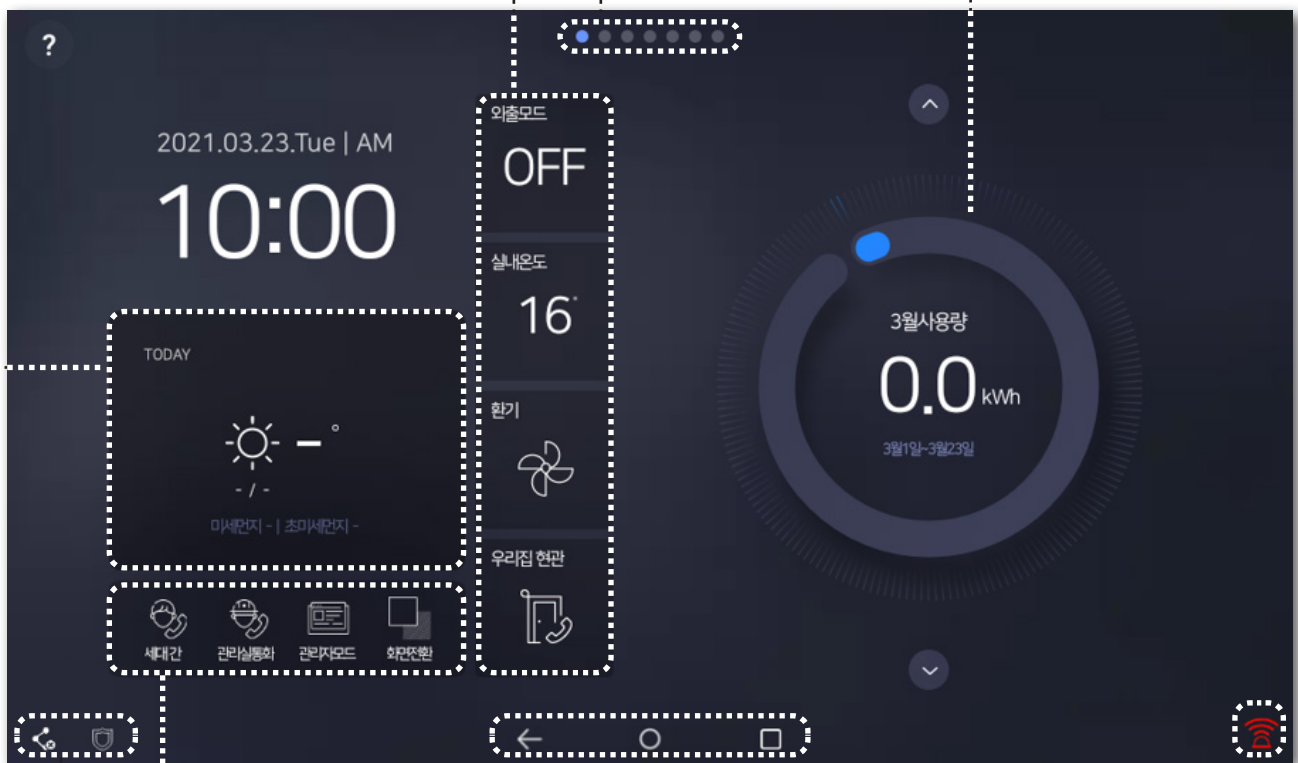 ?
2021.03.23.Tue | AM
10:00
TODAY
- °
- / -
미세먼지 - | 초미세먼지 -
세대 간
관리실통화
관리자모드
화면전환
외출모드
OFF
실내온도
16°
환기
우리집 현관
3월사용량
0.0 kWh
3월1일~3월23일